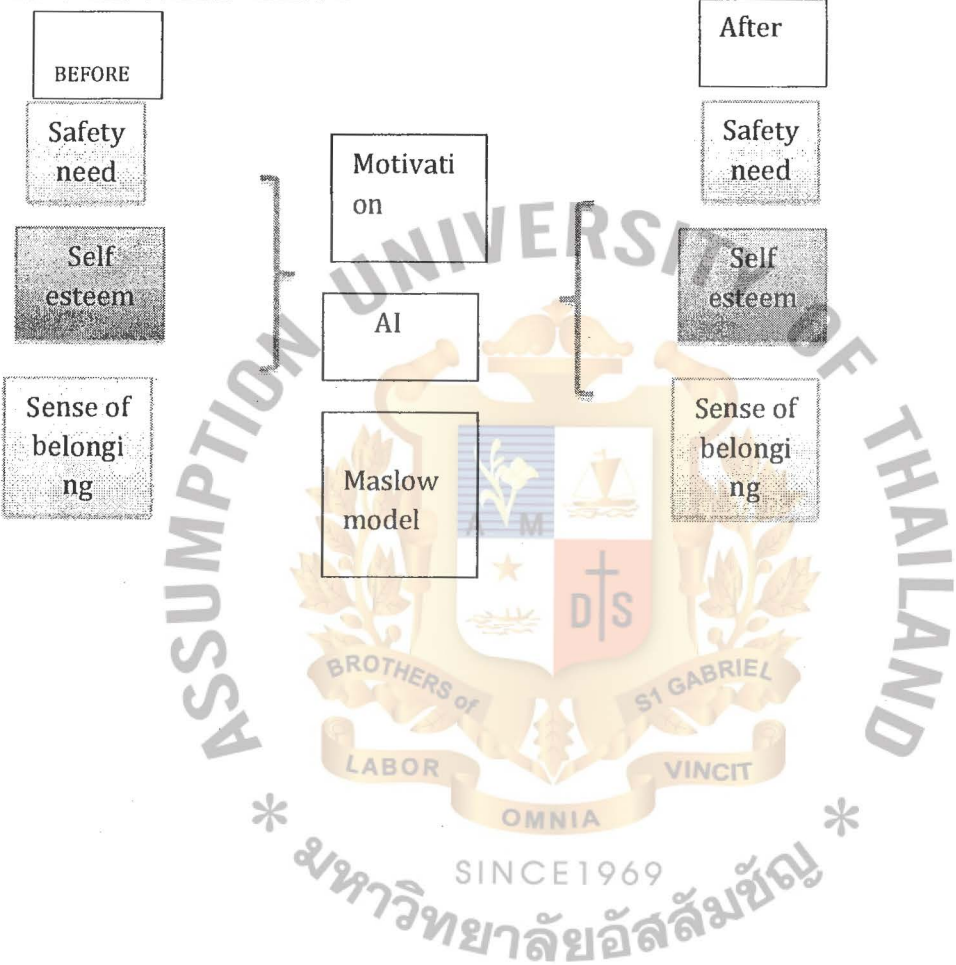 BEFORE
Safety
need
Self
esteem
Sense of
belongi
ng
Motivati
on
AI
Maslow
model
After
Safety
need
Self
esteem
Sense of
belongi
ng
ASSUMPTION UNIVERSITY OF THAILAND
A M
D S
BROTHERS of S1 GABRIEL
LABOR
OMNIA
VINCIT
SINCE1969
* มหาวิทยาลัยอัสสัมชัญ *